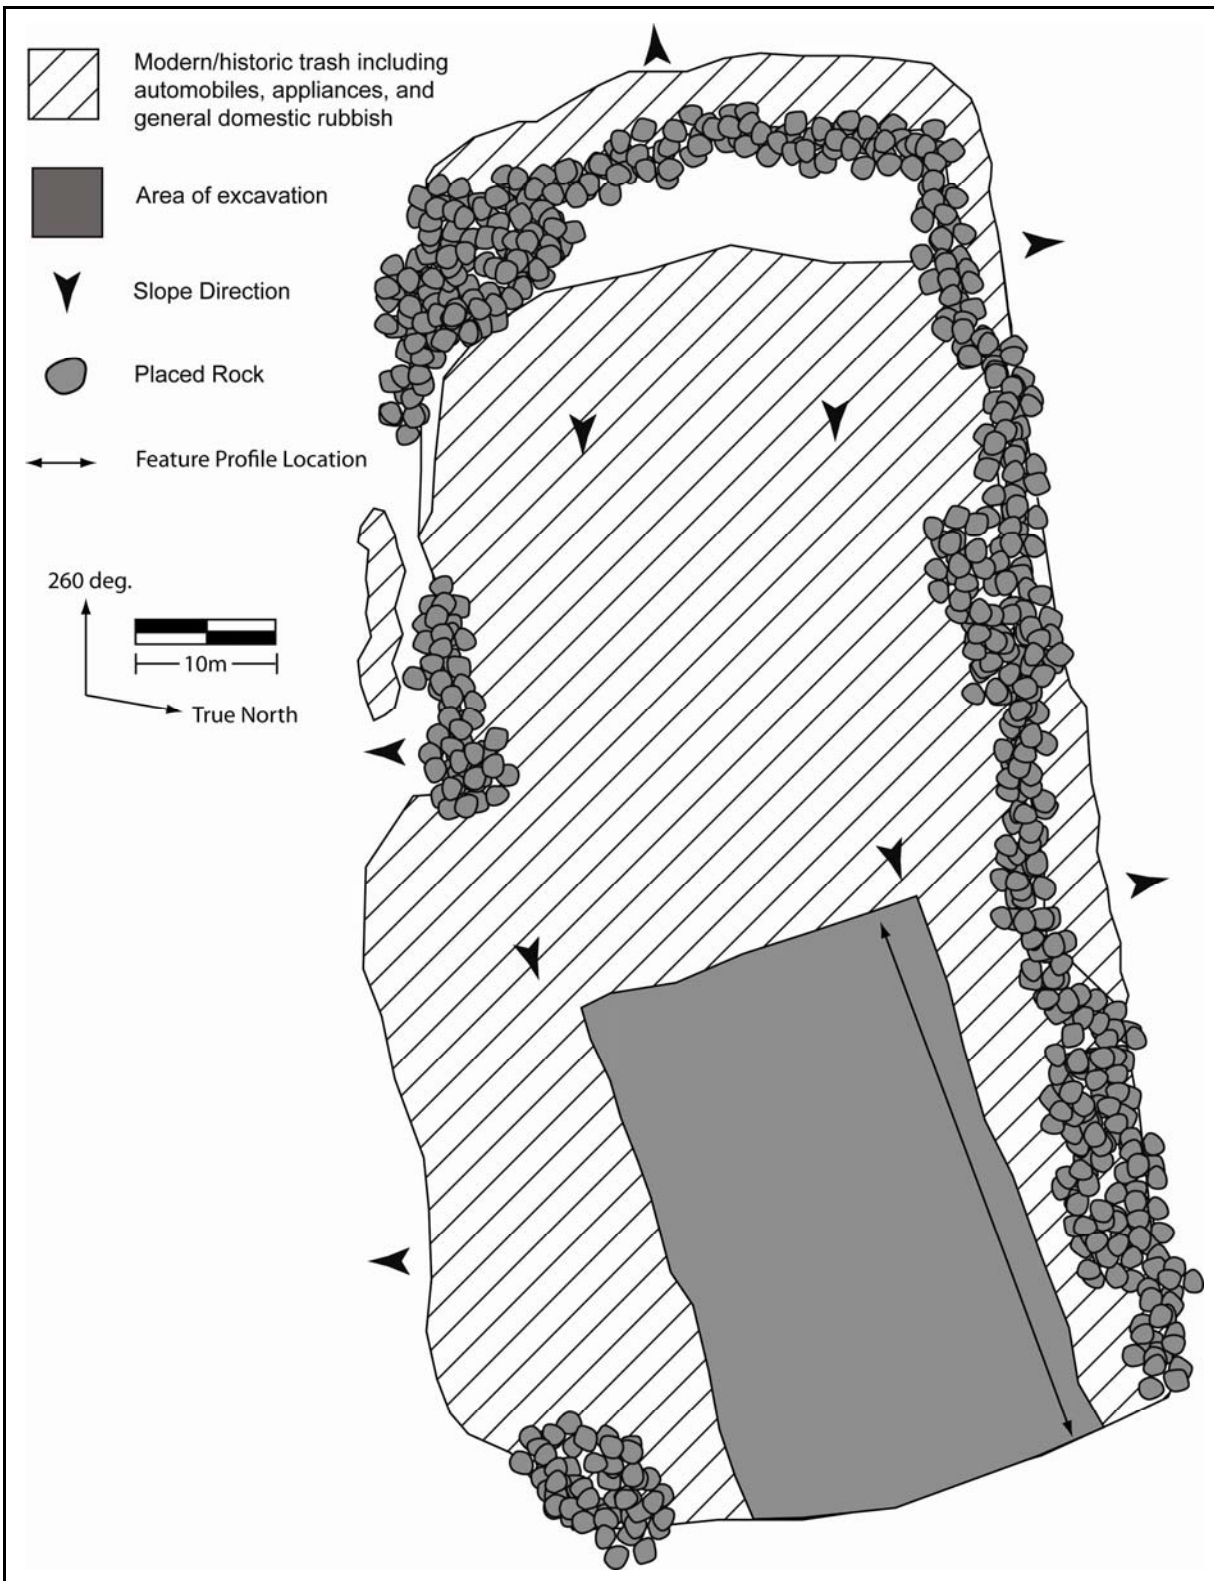 Modern/historic trash including
automobiles, appliances, and
general domestic rubbish
Area of excavation
Slope Direction
Placed Rock
Feature Profile Location
260 deg.
10m
True North